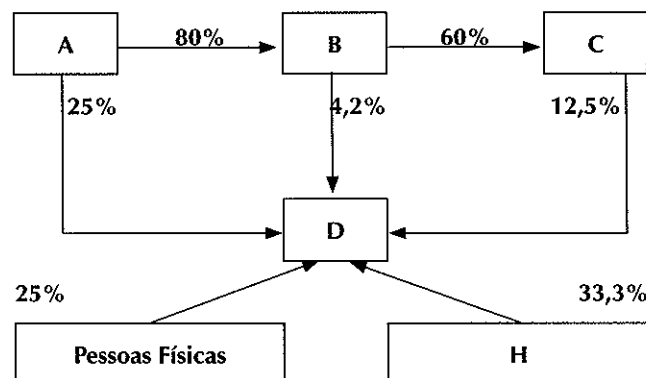 A 80% B 60% C
25% 4,2% 12,5%
D
25% 33,3%
Pessoas Físicas H